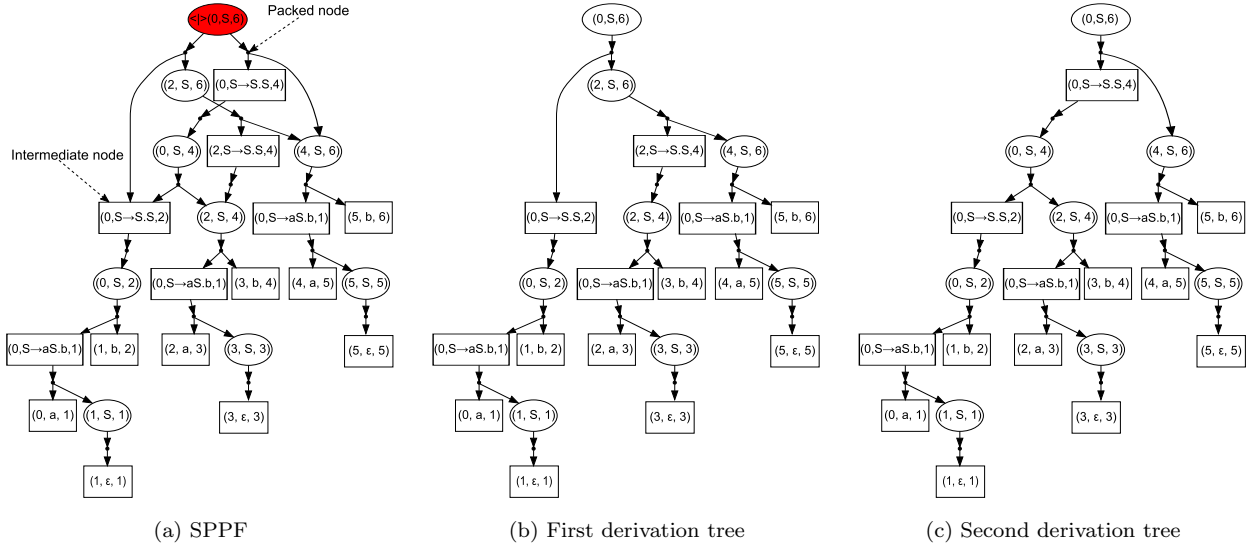 <|>(0,S,6)
Packed node
(2, S, 6)
(0,S→S.S,4)
Intermediate node
(0, S, 4)
(2,S→S.S,4)
(4, S, 6)
(0,S→S.S,2)
(2, S, 4)
(0,S→aS.b,1)
(5, b, 6)
(0, S, 2)
(0,S→aS.b,1)
(3, b, 4)
(4, a, 5)
(5, S, 5)
(0,S→aS.b,1)
(1, b, 2)
(2, a, 3)
(3, S, 3)
(5, ε, 5)
(0, a, 1)
(1, S, 1)
(3, ε, 3)
(1, ε, 1)
(a) SPPF
(0,S,6)
(2, S, 6)
(2,S→S.S,4)
(4, S, 6)
(0,S→S.S,2)
(2, S, 4)
(0,S→aS.b,1)
(5, b, 6)
(0, S, 2)
(0,S→aS.b,1)
(3, b, 4)
(4, a, 5)
(5, S, 5)
(0,S→aS.b,1)
(1, b, 2)
(2, a, 3)
(3, S, 3)
(5, ε, 5)
(0, a, 1)
(1, S, 1)
(3, ε, 3)
(1, ε, 1)
(b) First derivation tree
(0,S,6)
(0,S→S.S,4)
(0, S, 4)
(4, S, 6)
(0,S→S.S,2)
(2, S, 4)
(0,S→aS.b,1)
(5, b, 6)
(0, S, 2)
(0,S→aS.b,1)
(3, b, 4)
(4, a, 5)
(5, S, 5)
(0,S→aS.b,1)
(1, b, 2)
(2, a, 3)
(3, S, 3)
(5, ε, 5)
(0, a, 1)
(1, S, 1)
(3, ε, 3)
(1, ε, 1)
(c) Second derivation tree